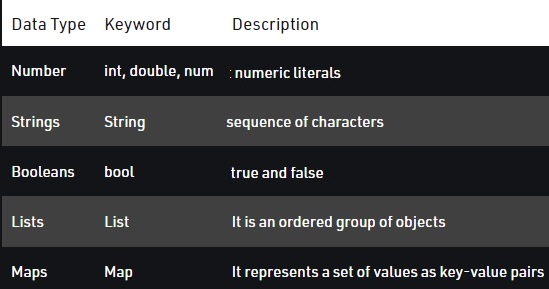 Data Type Keyword Description
Number int, double, num : numeric literals
Strings String sequence of characters
Booleans bool true and false
Lists List It is an ordered group of objects
Maps Map It represents a set of values as key-value pairs